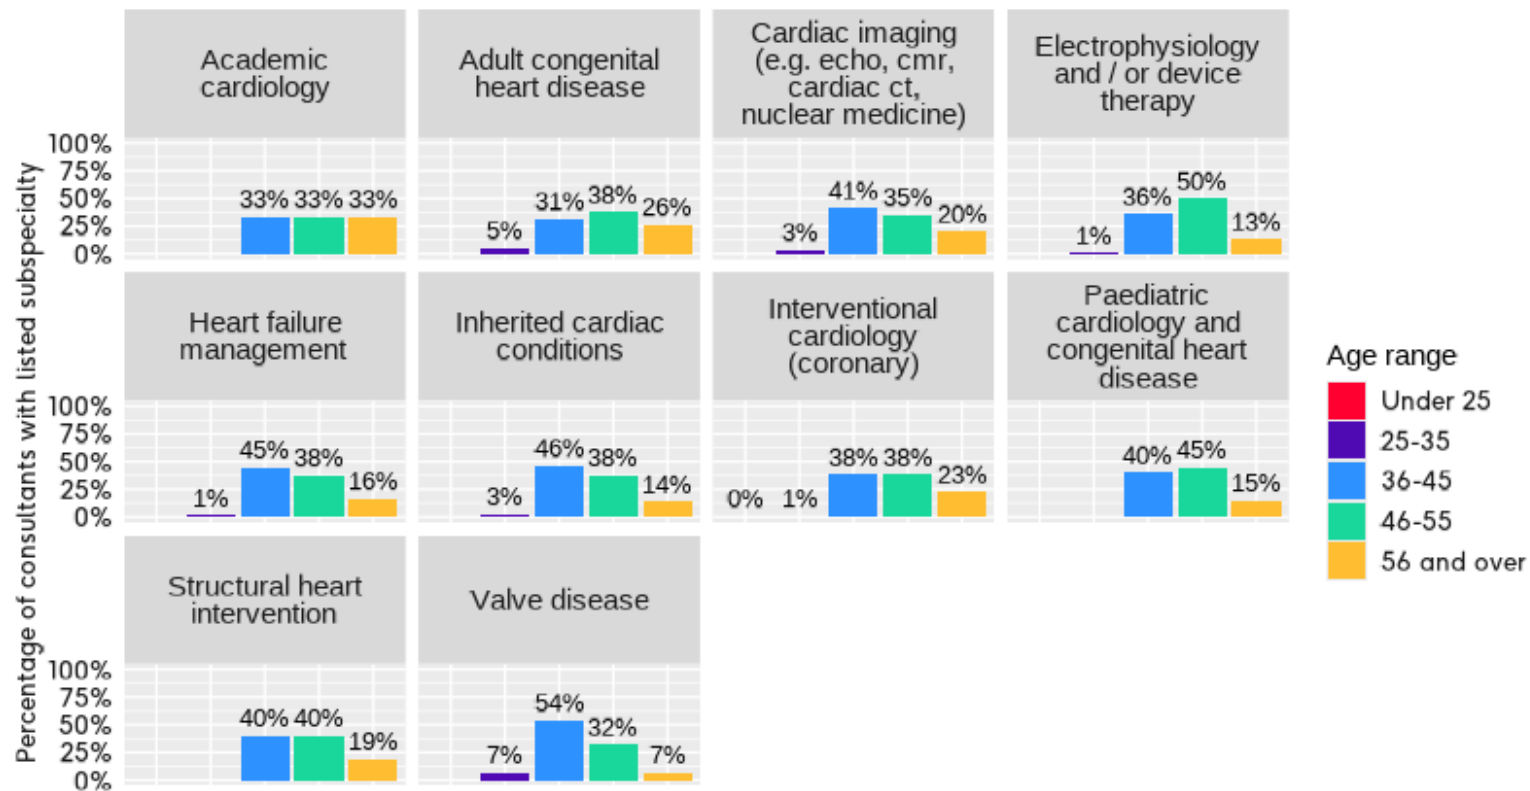 Academic
cardiology
Adult congenital
heart disease
Cardiac imaging
(e.g. echo, cmr,
cardiac ct,
nuclear medicine)
Electrophysiology
and / or device
therapy
Percentage of consultants with listed subspecialty
100%
75%
50%
25%
0%
33% 33% 33%
5% 31% 38% 26%
3% 41% 35% 20%
1% 36% 50% 13%
Heart failure
management
Inherited cardiac
conditions
Interventional
cardiology
(coronary)
Paediatric
cardiology and
congenital heart
disease
100%
75%
50%
25%
0%
1% 45% 38% 16%
3% 46% 38% 14%
0% 1% 38% 38% 23%
40% 45% 15%
Structural heart
intervention
Valve disease
100%
75%
50%
25%
0%
40% 40% 19%
7% 54% 32% 7%
Age range
Under 25
25-35
36-45
46-55
56 and over